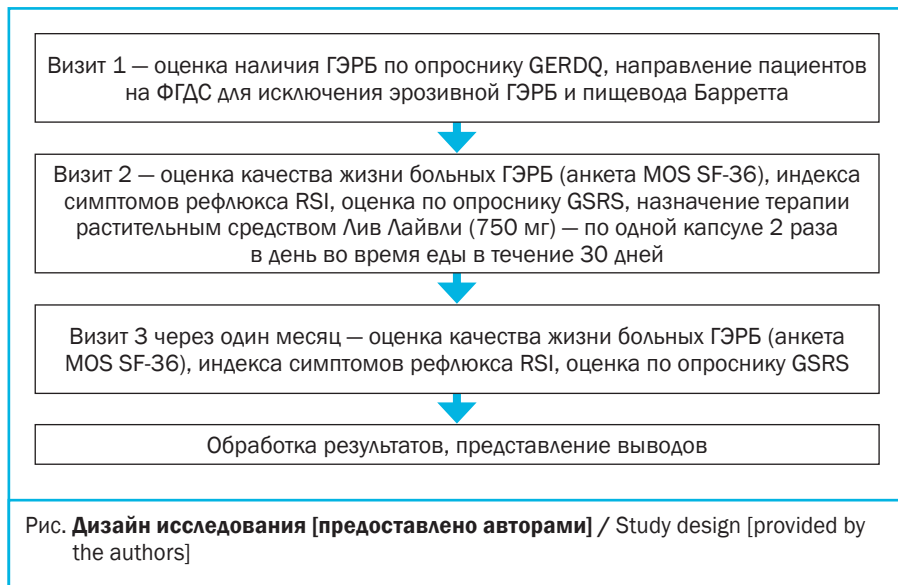 Визит 1 — оценка наличия ГЭРБ по опроснику GERDQ, направление пациентов
на ФГДС для исключения эрозивной ГЭРБ и пищевода Барретта
Визит 2 — оценка качества жизни больных ГЭРБ (анкета MOS SF-36), индекса
симптомов рефлюкса RSI, оценка по опроснику GSRS, назначение терапии
растительным средством Лив Лайвли (750 мг) — по одной капсуле 2 раза
в день во время еды в течение 30 дней
Визит 3 через один месяц — оценка качества жизни больных ГЭРБ (анкета
MOS SF-36), индекса симптомов рефлюкса RSI, оценка по опроснику GSRS
Обработка результатов, представление выводов
Рис. Дизайн исследования [предоставлено авторами] / Study design [provided by
the authors]